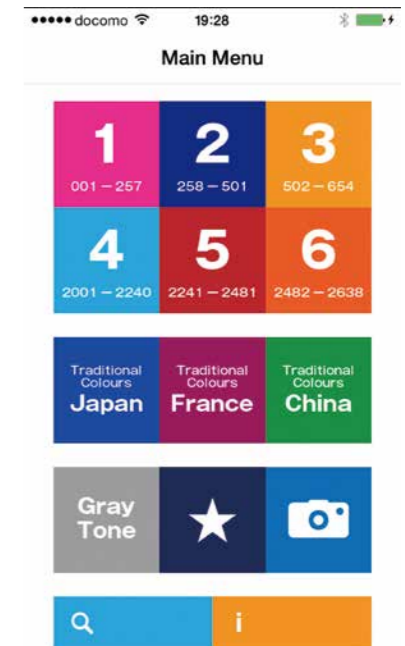 docomo 19:28
Main Menu
1 2 3
001 — 257 258 — 501 502 — 654
4 5 6
2001 — 2240 2241 — 2481 2482 — 2638
Traditional Traditional Traditional
Colours Colours Colours
Japan France China
Gray
Tone
i